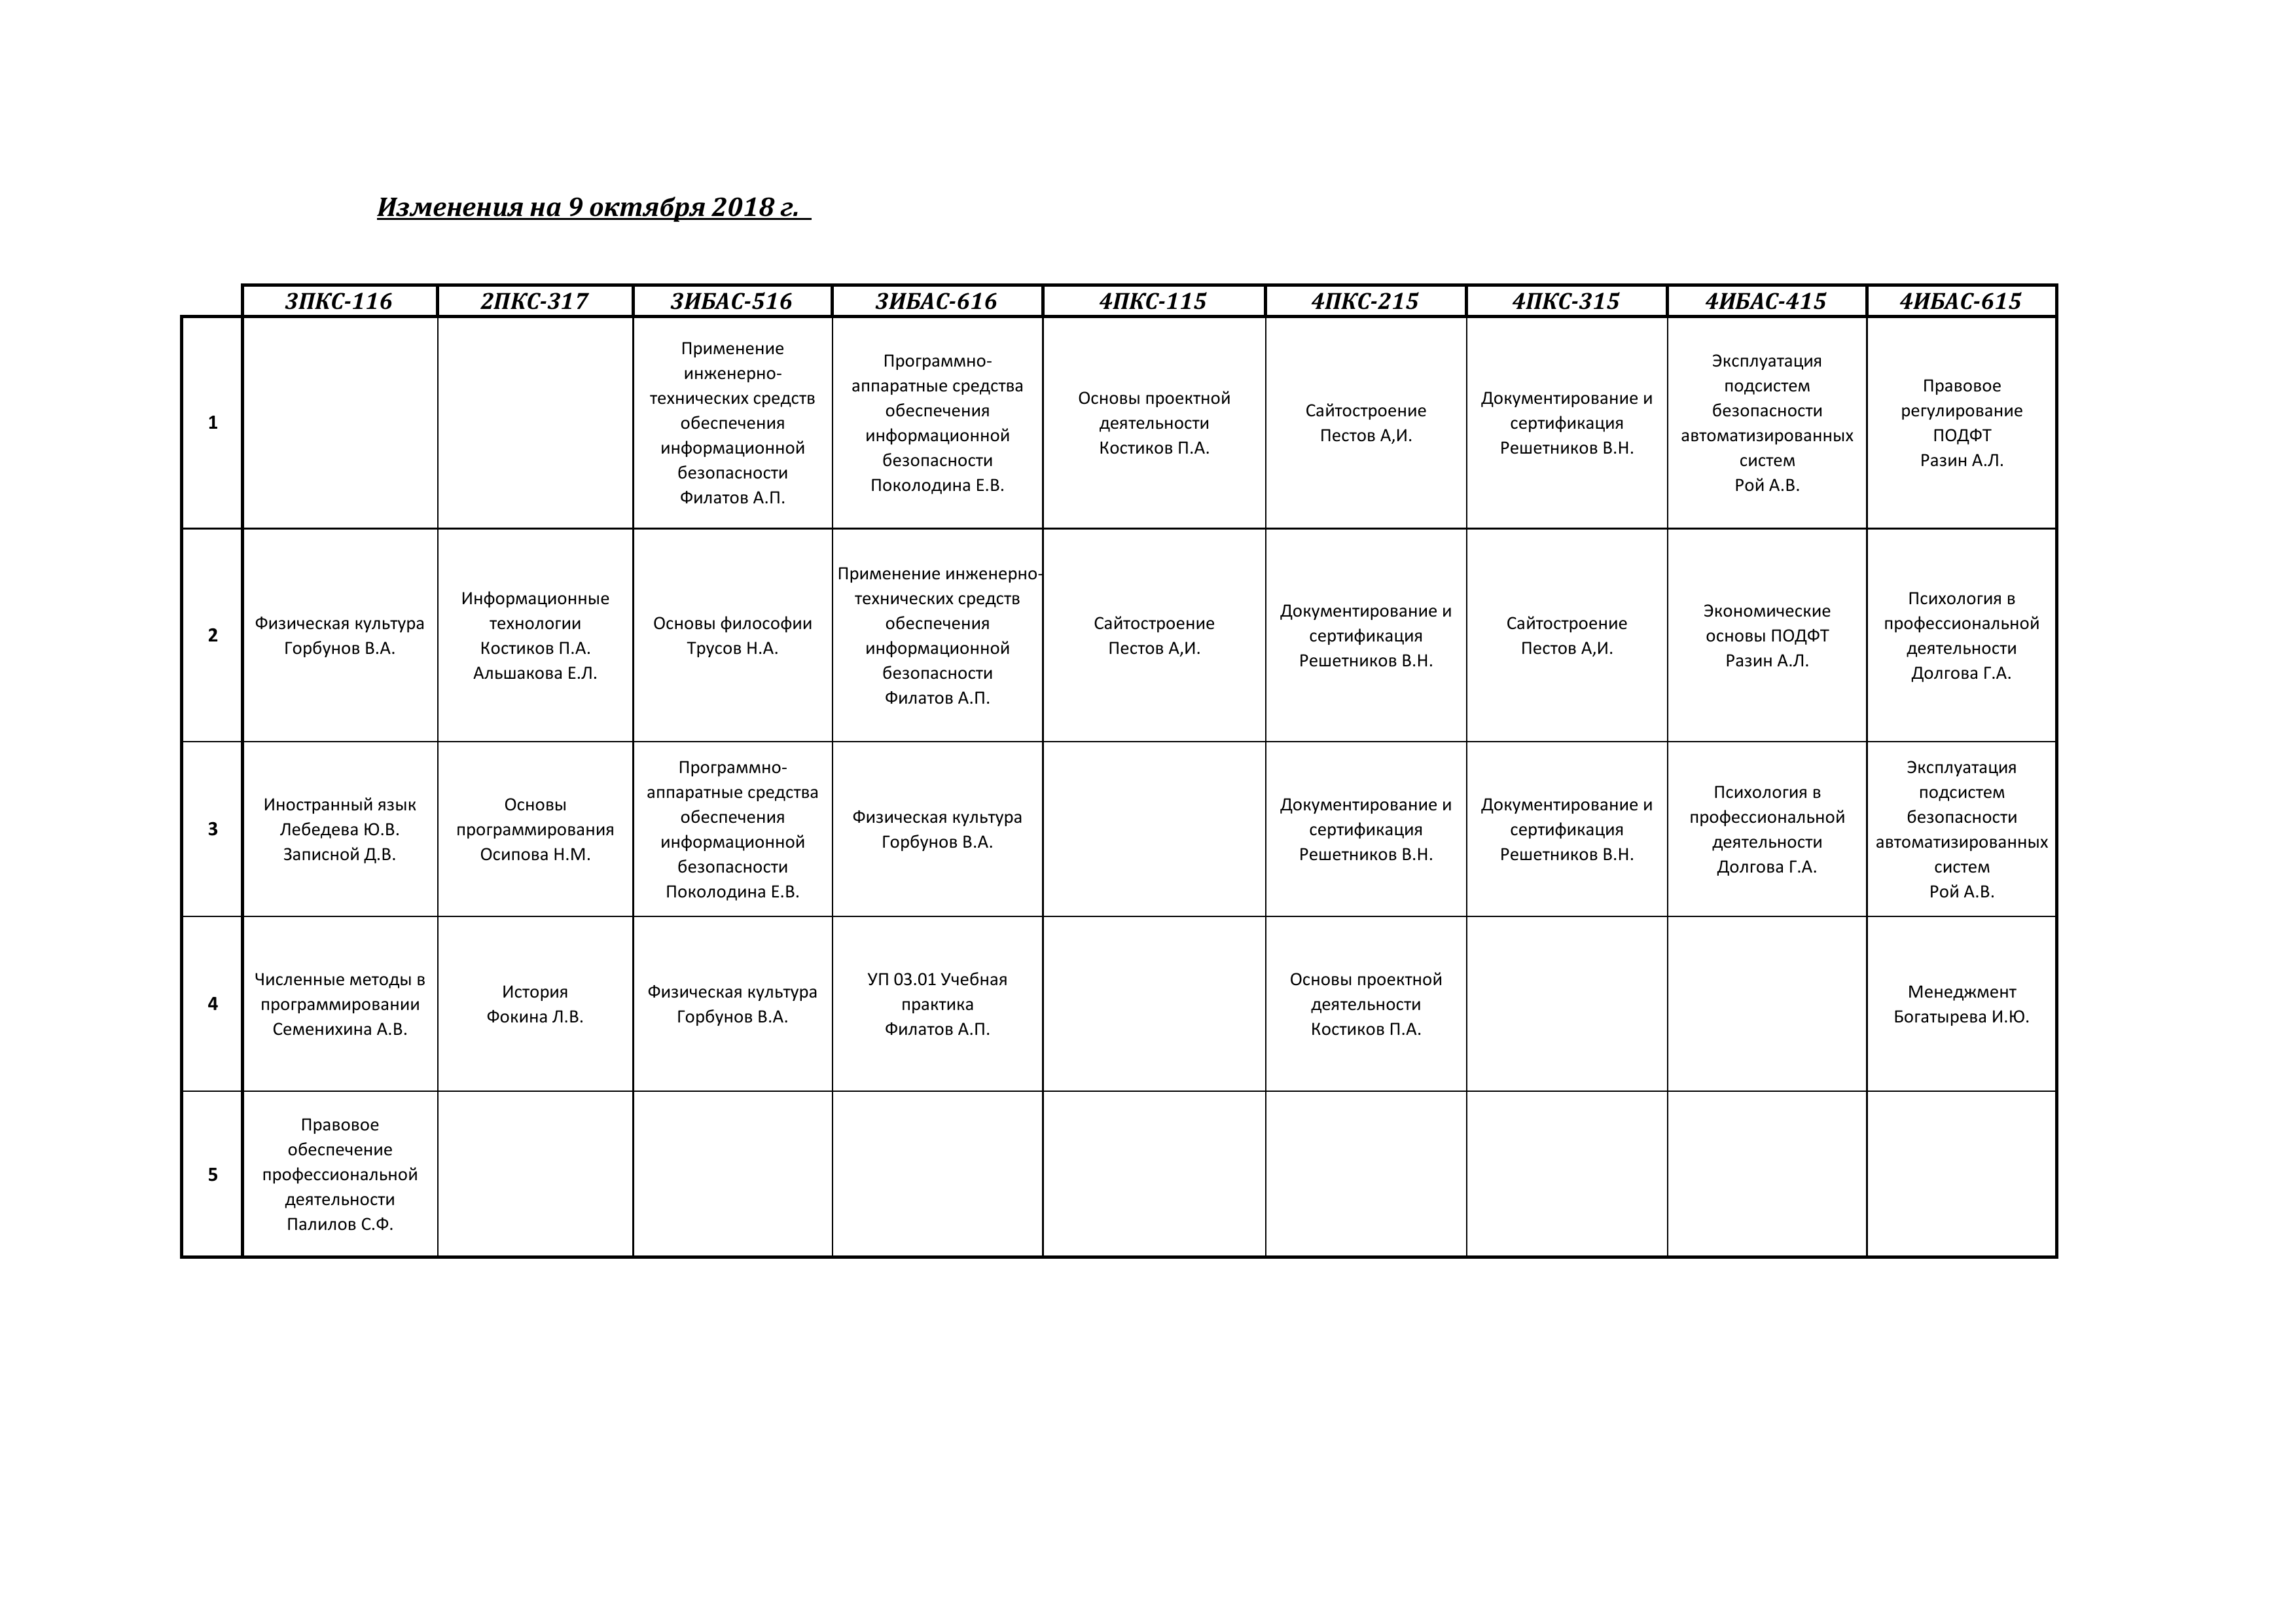 Изменения на 9 октября 2018 г.
3ПКС-116
2ПКС-317
3ИБАС-516
3ИБАС-616
4ПКС-115
4ПКС-215
4ПКС-315
4ИБАС-415
4ИБАС-615
1
Применение
инженерно-
технических средств
обеспечения
информационной
безопасности
Филатов А.П.
Программно-
аппаратные средства
обеспечения
информационной
безопасности
Поколодина Е.В.
Основы проектной
деятельности
Костиков П.А.
Сайтостроение
Пестов А,И.
Документирование и
сертификация
Решетников В.Н.
Эксплуатация
подсистем
безопасности
автоматизированных
систем
Рой А.В.
Правовое
регулирование
ПОДФТ
Разин А.Л.
2
Физическая культура
Горбунов В.А.
Информационные
технологии
Костиков П.А.
Альшакова Е.Л.
Основы философии
Трусов Н.А.
Применение инженерно-
технических средств
обеспечения
информационной
безопасности
Филатов А.П.
Сайтостроение
Пестов А,И.
Документирование и
сертификация
Решетников В.Н.
Сайтостроение
Пестов А,И.
Экономические
основы ПОДФТ
Разин А.Л.
Психология в
профессиональной
деятельности
Долгова Г.А.
3
Иностранный язык
Лебедева Ю.В.
Записной Д.В.
Основы
программирования
Осипова Н.М.
Программно-
аппаратные средства
обеспечения
информационной
безопасности
Поколодина Е.В.
Физическая культура
Горбунов В.А.
Документирование и
сертификация
Решетников В.Н.
Документирование и
сертификация
Решетников В.Н.
Психология в
профессиональной
деятельности
Долгова Г.А.
Эксплуатация
подсистем
безопасности
автоматизированных
систем
Рой А.В.
4
Численные методы в
программировании
Семенихина А.В.
История
Фокина Л.В.
Физическая культура
Горбунов В.А.
УП 03.01 Учебная
практика
Филатов А.П.
Основы проектной
деятельности
Костиков П.А.
Менеджмент
Богатырева И.Ю.
5
Правовое
обеспечение
профессиональной
деятельности
Палилов С.Ф.